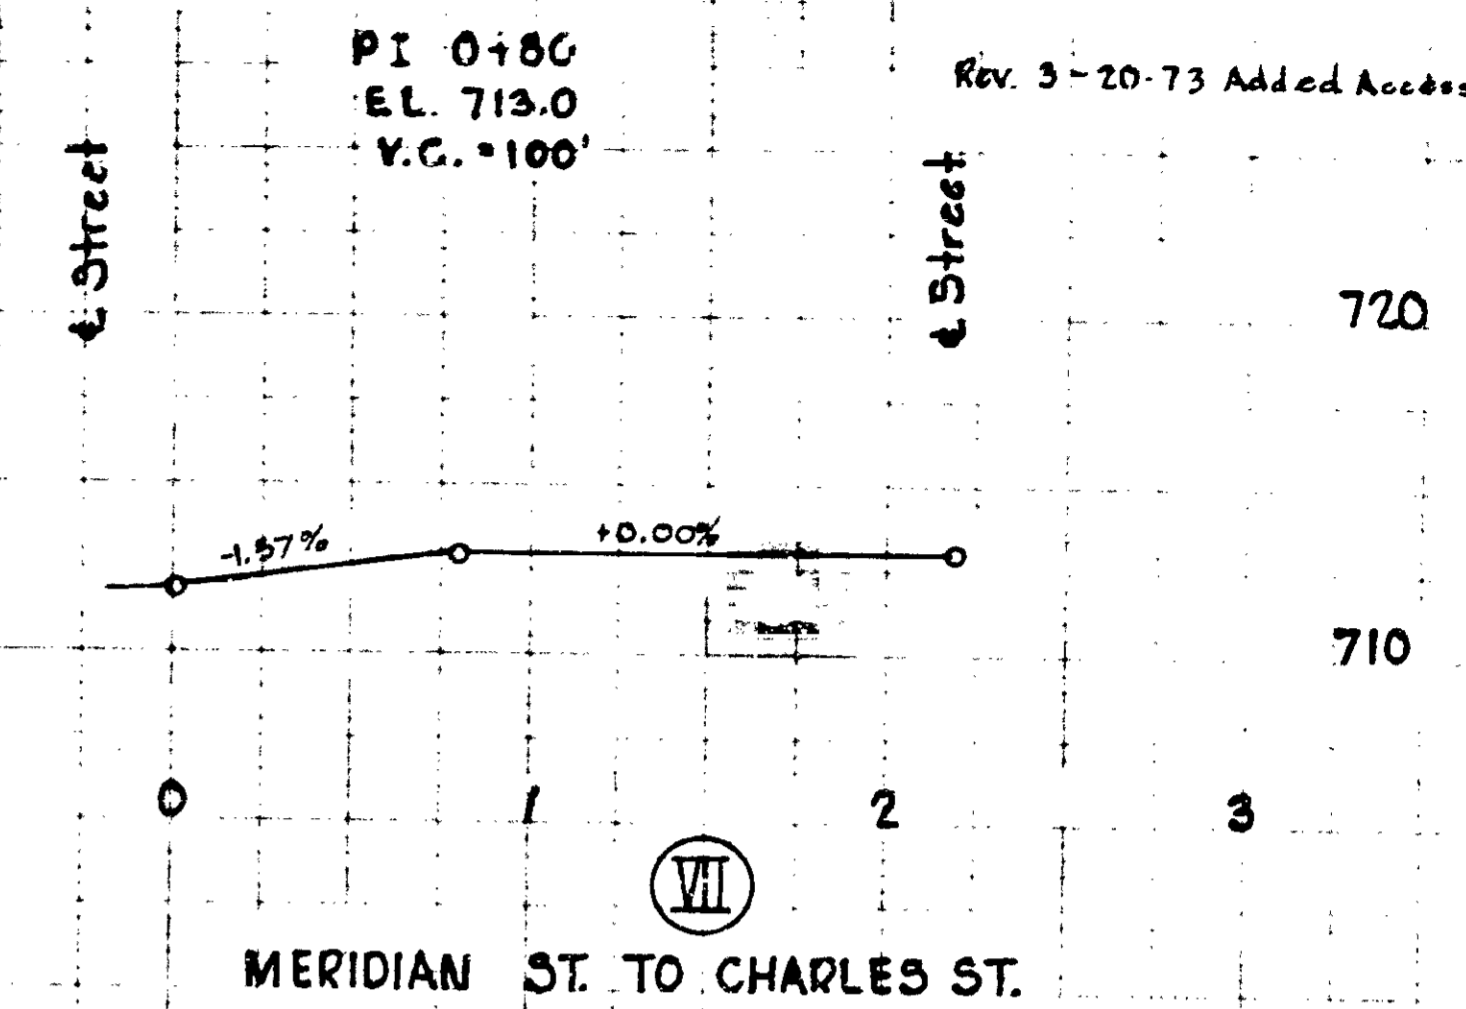 PI 0+80
EL. 713.0
V.C. = 100'
Rev. 3-20-73 Added Access
℄ Street
℄ Street
720
-1.37%
+0.00%
710
0 1 2 3
VII
MERIDIAN ST. TO CHARLES ST.